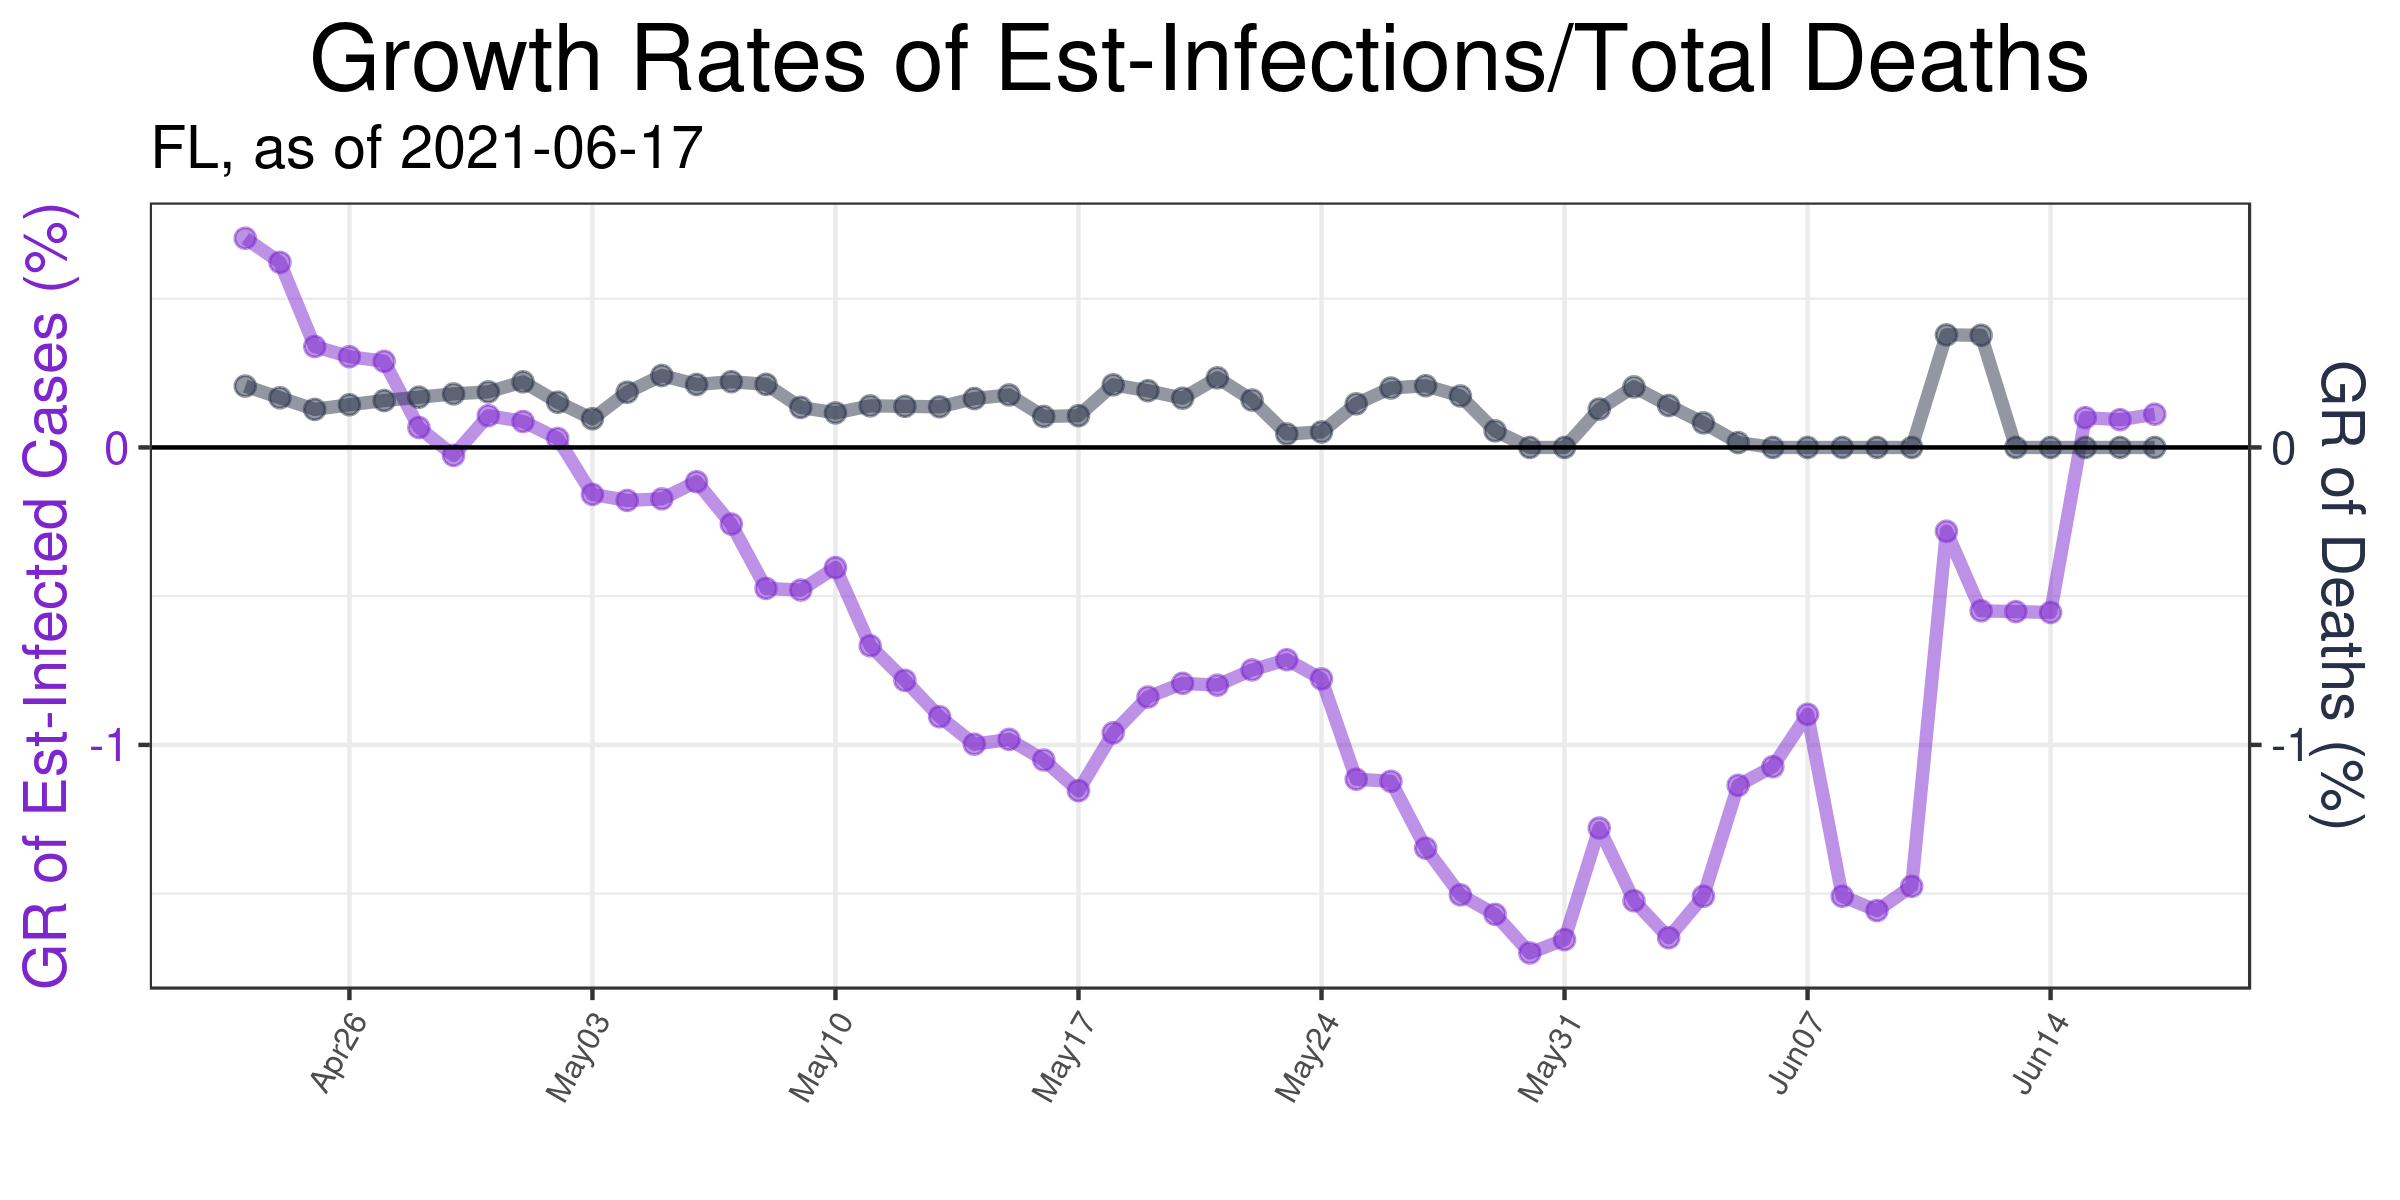 Growth Rates of Est-Infections/Total Deaths
FL, as of 2021-06-17
GR of Est-Infected Cases (%)
0
-1
0
-1
GR of Deaths (%)
Apr26
May03
May10
May17
May24
May31
Jun07
Jun14